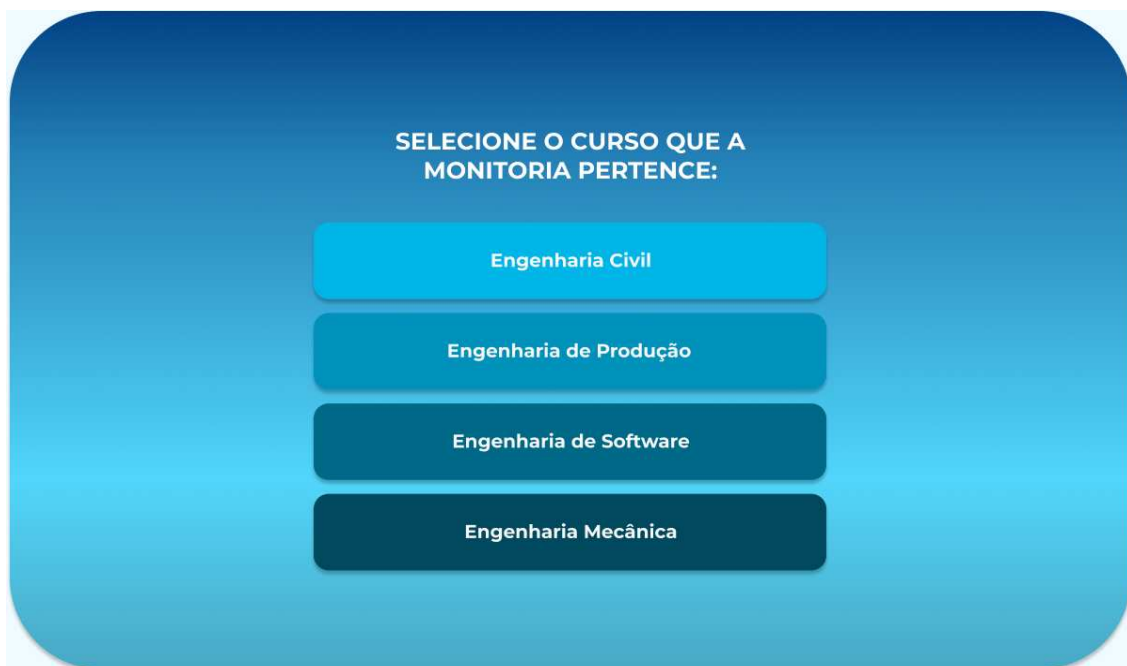 SELECIONE O CURSO QUE A
MONITORIA PERTENCE:
Engenharia Civil
Engenharia de Produção
Engenharia de Software
Engenharia Mecânica